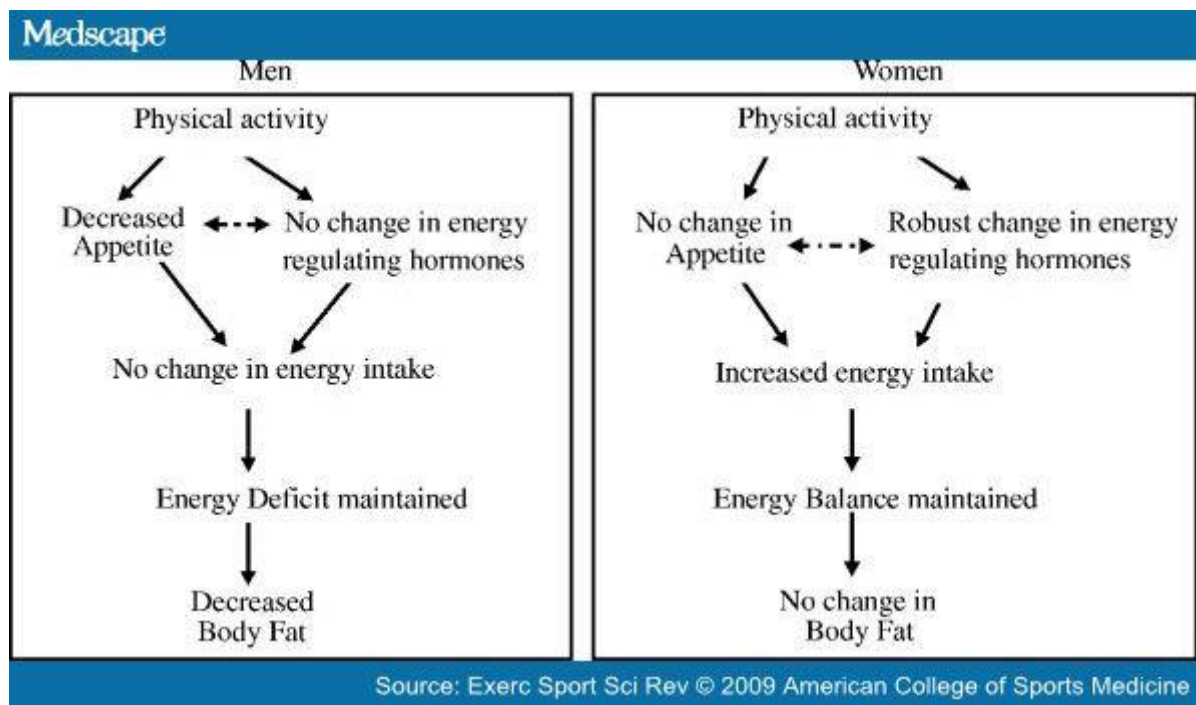 Medscape
Men
Physical activity
Decreased
Appetite
No change in energy
regulating hormones
No change in energy intake
Energy Deficit maintained
Decreased
Body Fat
Women
Physical activity
No change in
Appetite
Robust change in energy
regulating hormones
Increased energy intake
Energy Balance maintained
No change in
Body Fat
Source: Exerc Sport Sci Rev © 2009 American College of Sports Medicine